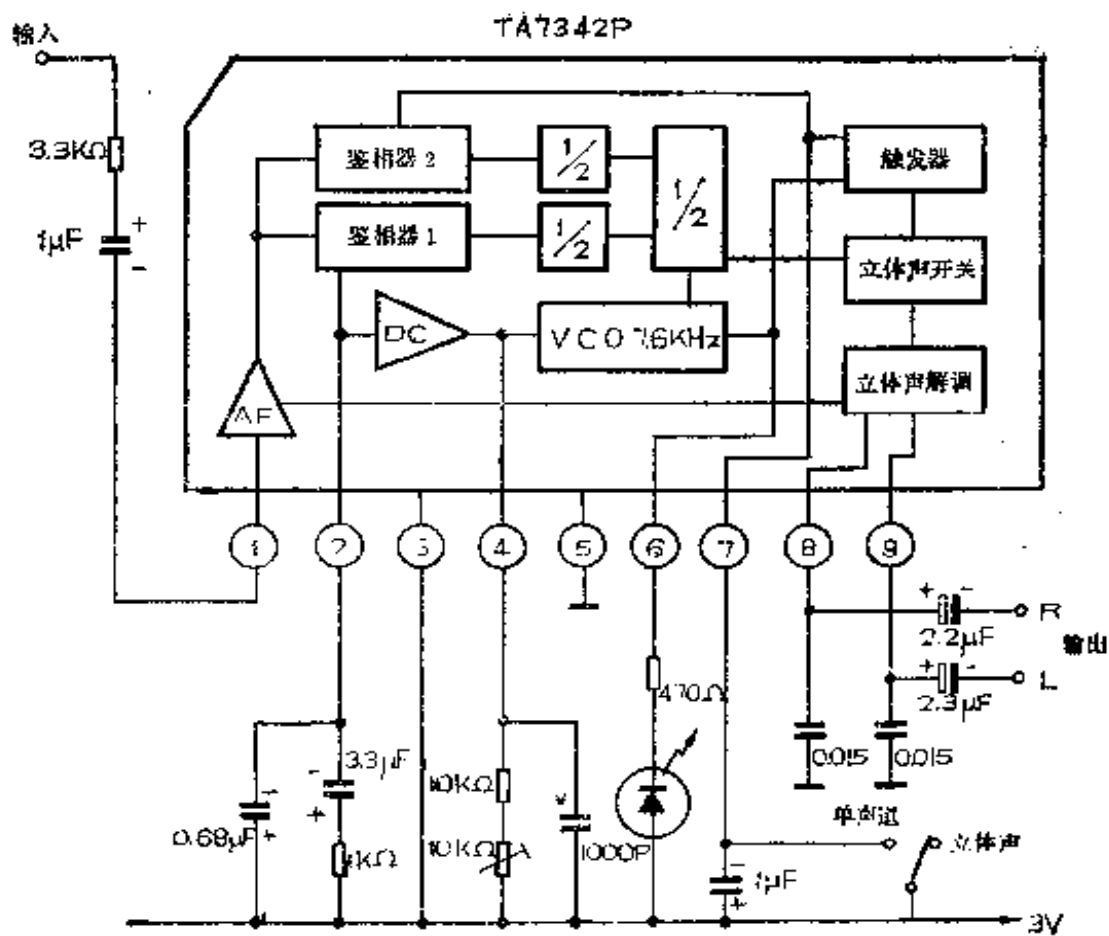 TA7342P
输入
3.3KΩ
1μF
+
-
鉴相器2
1/2
1/2
触发器
鉴相器1
1/2
立体声开关
DC
VCO 76KHz
立体声解调
AF
1
2
3
4
5
6
7
8
9
+ -
R
2.2μF
输出
+ -
L
2.3μF
470Ω
0.015
0.015
-
3.3μF
+
-
0.68μF
+
1KΩ
10KΩ
10KΩA
1000P
单声道
立体声
-
1μF
+
3V